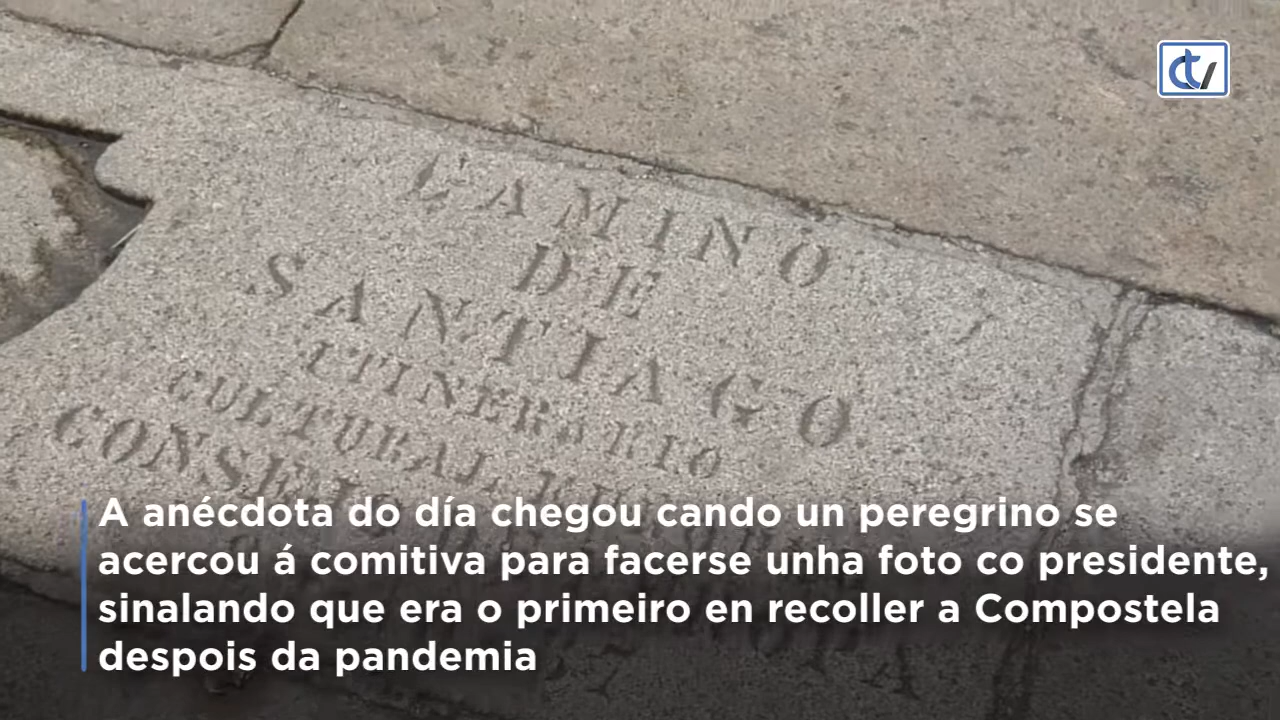 CAMINO
DE
SANTIAGO
ITINERARIO
CULTURAL
A anécdota do día chegou cando un peregrino se
acercou á comitiva para facerse unha foto co presidente,
sinalando que era o primeiro en recoller a Compostela
despois da pandemia